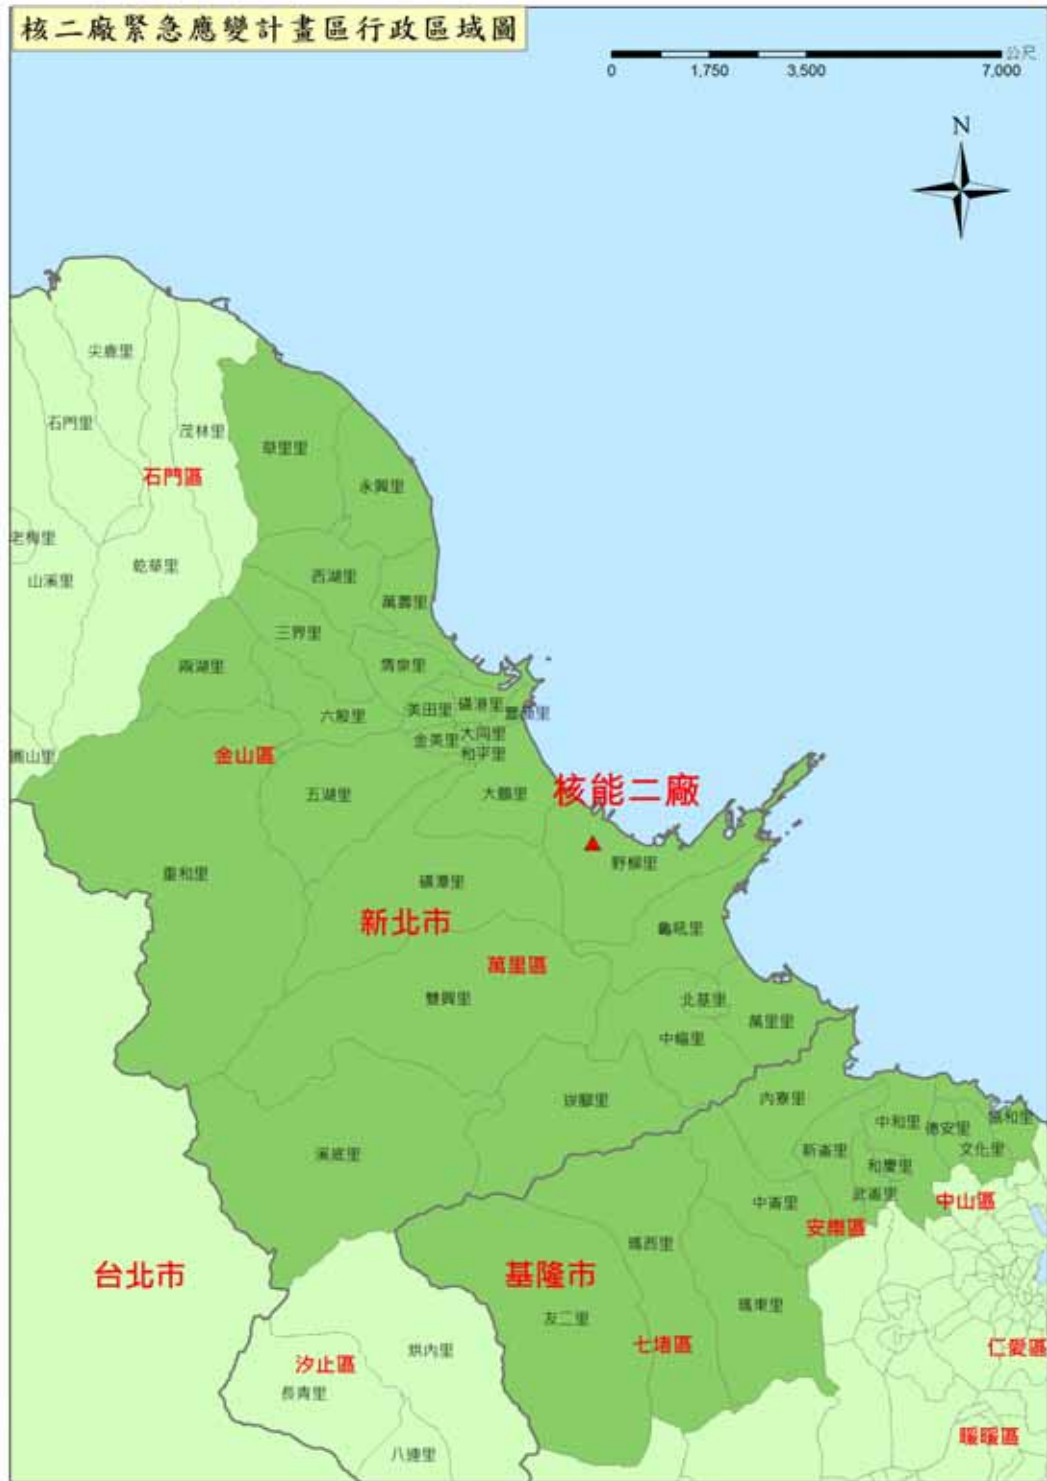 核二廠緊急應變計畫區行政區域圖
公尺
0 1,750 3,500 7,000
N
尖鹿里
石門里
茂林里
草里里
石門區
永興里
老梅里
乾華里
山溪里
西湖里
萬壽里
三界里
兩湖里
清泉里
六股里
美田里
磺港里
豐漁里
大同里
金美里
和平里
圓山里
金山區
五湖里
大鵬里
核能二廠
野柳里
重和里
磺潭里
新北市
龜吼里
萬里區
雙興里
北基里
萬里里
中幅里
崁腳里
內寮里
溪底里
中和里
德安里
協和里
新崙里
文化里
和慶里
武崙里
中崙里
中山區
安樂區
瑪西里
台北市
基隆市
友二里
瑪東里
七堵區
仁愛區
烘內里
汐止區
長青里
八連里
暖暖區